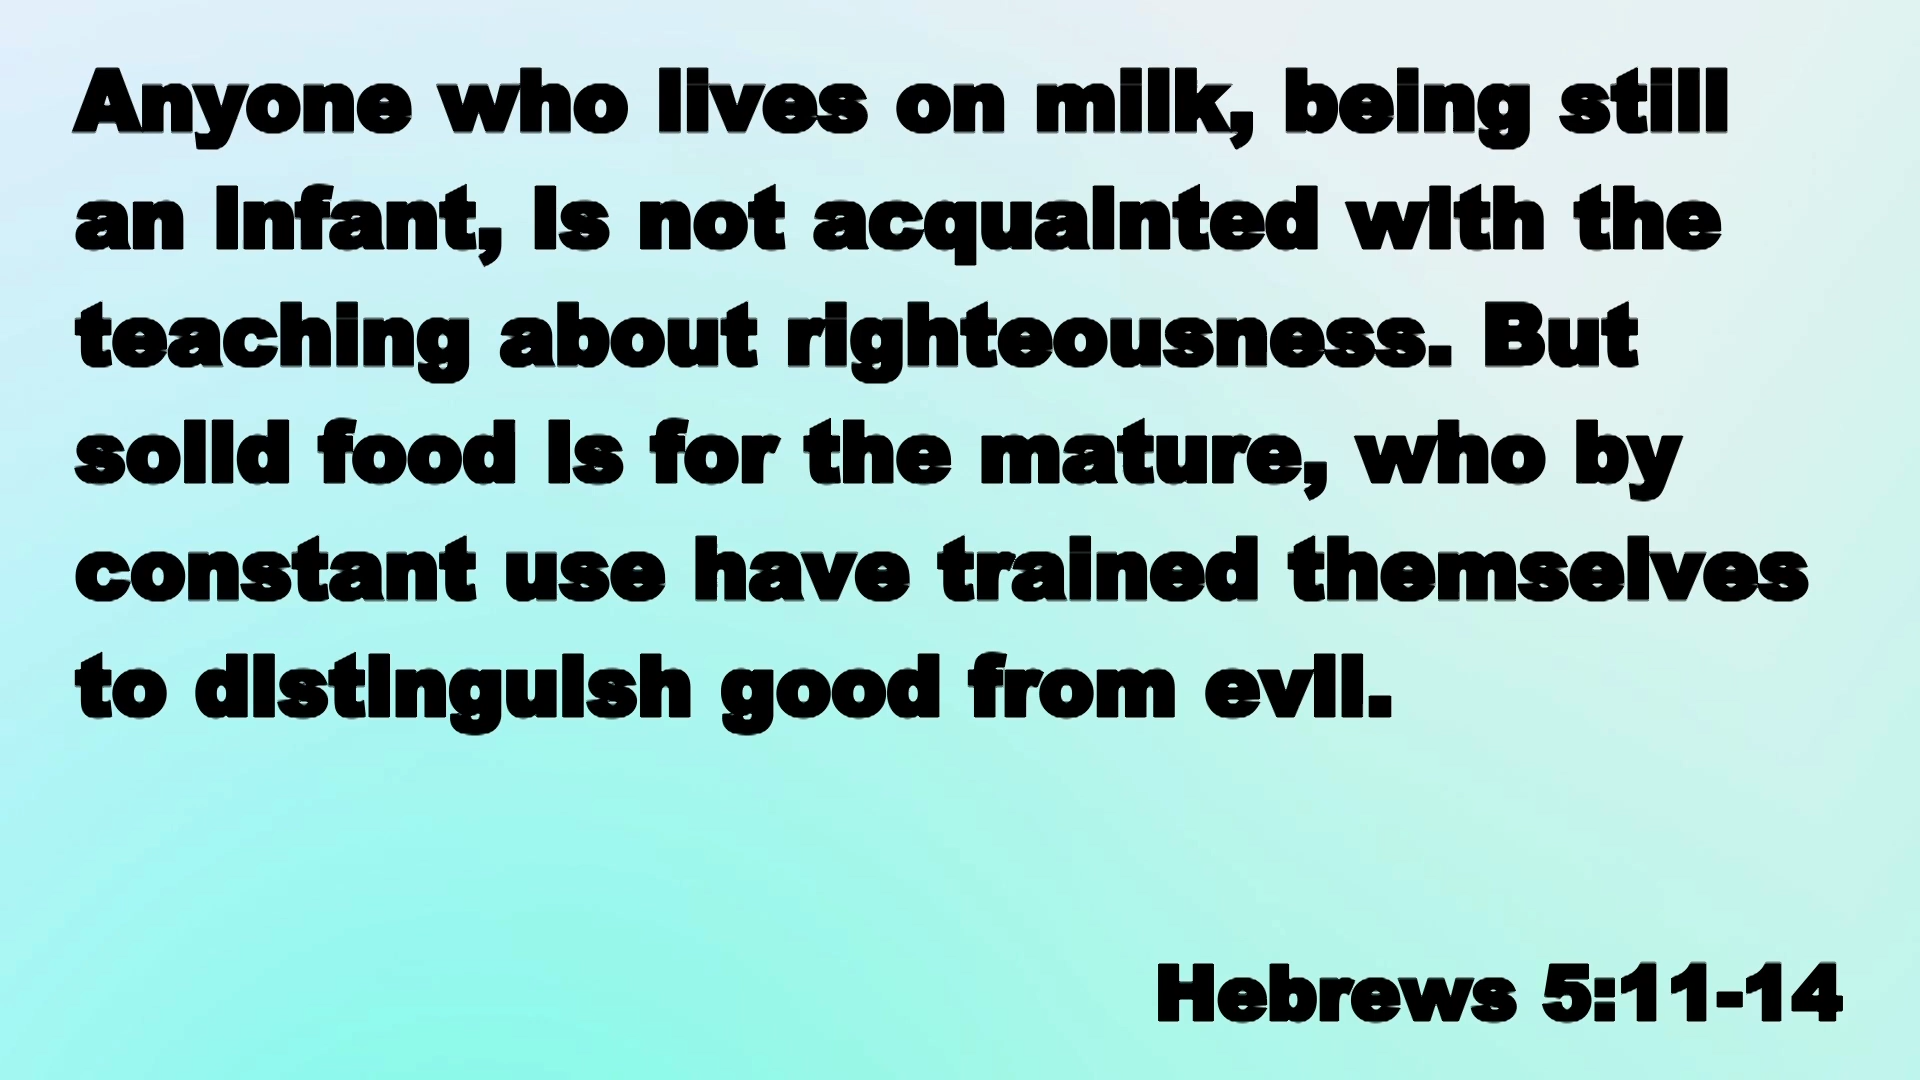 Anyone who lives on milk, being still
an infant, is not acquainted with the
teaching about righteousness. But
solid food is for the mature, who by
constant use have trained themselves
to distinguish good from evil.
Hebrews 5:11-14